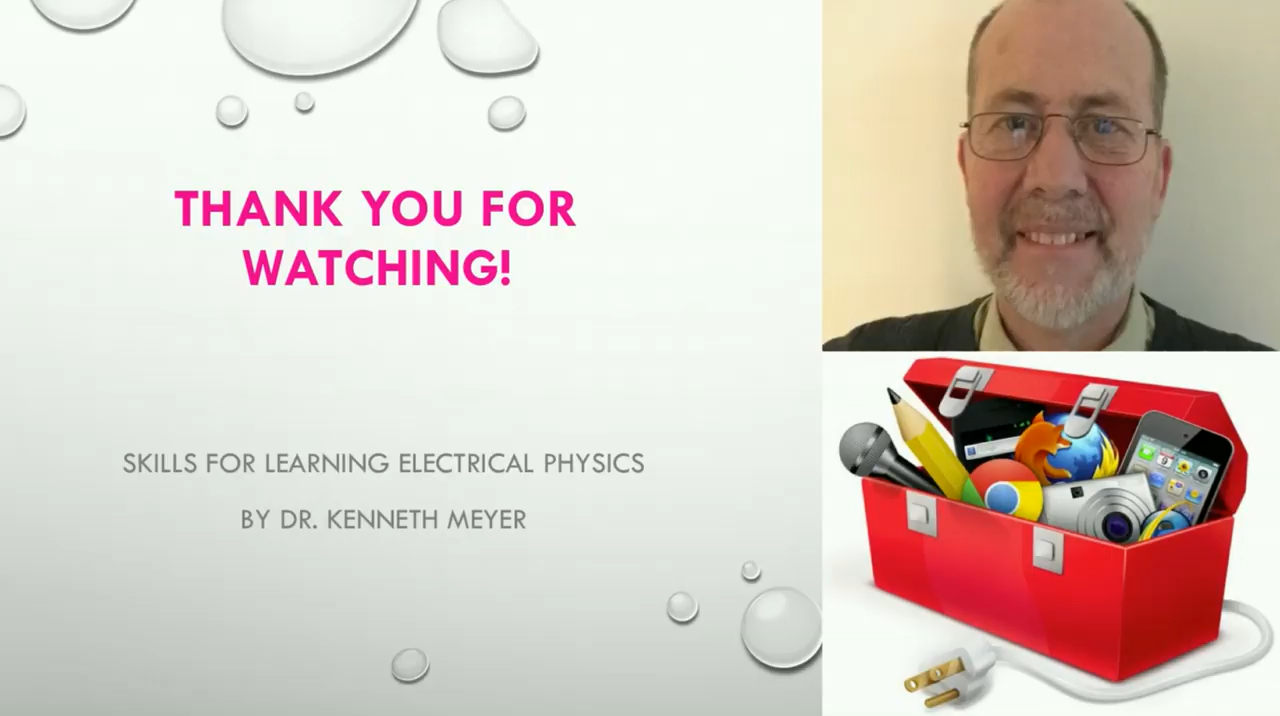 THANK YOU FOR
WATCHING!
SKILLS FOR LEARNING ELECTRICAL PHYSICS
BY DR. KENNETH MEYER